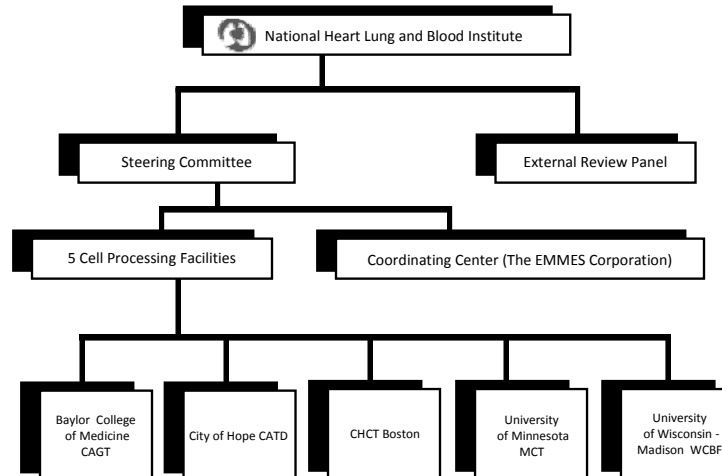 National Heart Lung and Blood Institute
Steering Committee
External Review Panel
5 Cell Processing Facilities
Coordinating Center (The EMMES Corporation)
Baylor College
of Medicine
CAGT
City of Hope CATD
CHCT Boston
University
of Minnesota
MCT
University
of Wisconsin -
Madison WCBF